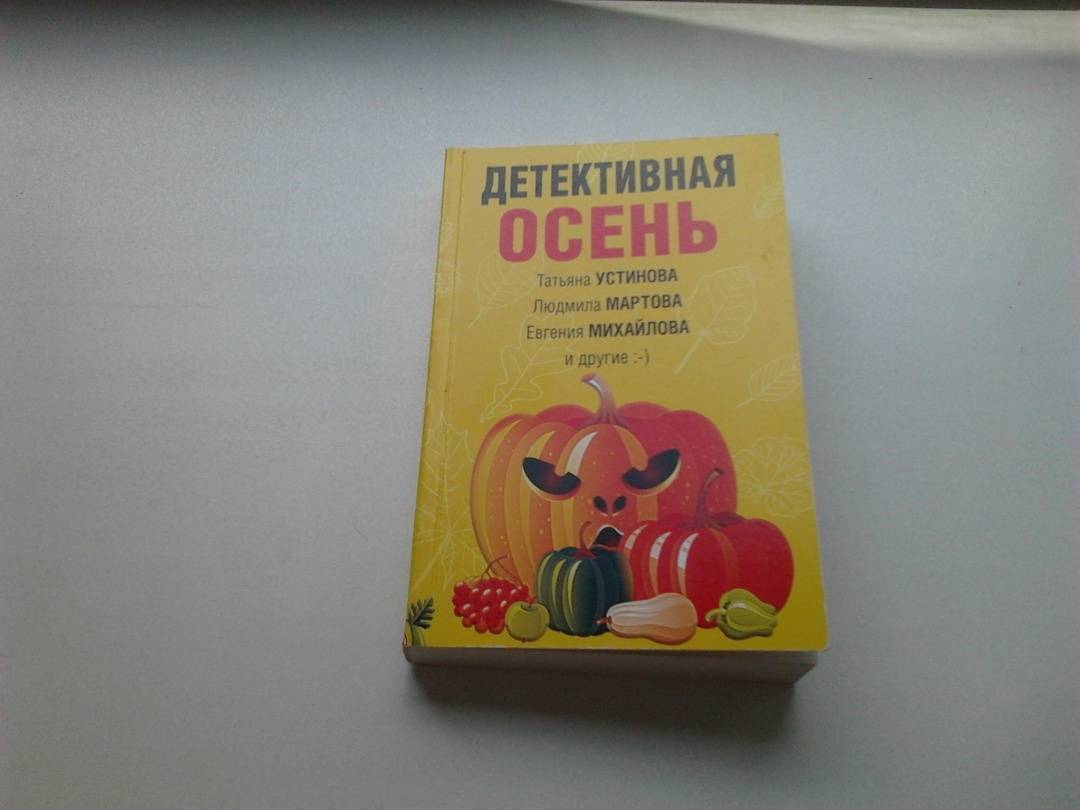 ДЕТЕКТИВНАЯ
ОСЕНЬ
Татьяна УСТИНОВА
Людмила МАРТОВА
Евгения МИХАЙЛОВА
и другие :-)